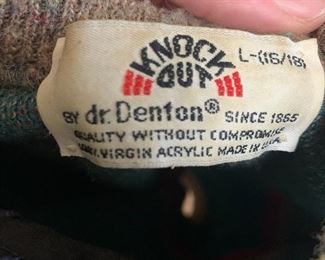 KNOCK L-(16/18)
OUT
BY dr. Denton® SINCE 1865
QUALITY WITHOUT COMPROMISE
VIRGIN ACRYLIC MADE IN